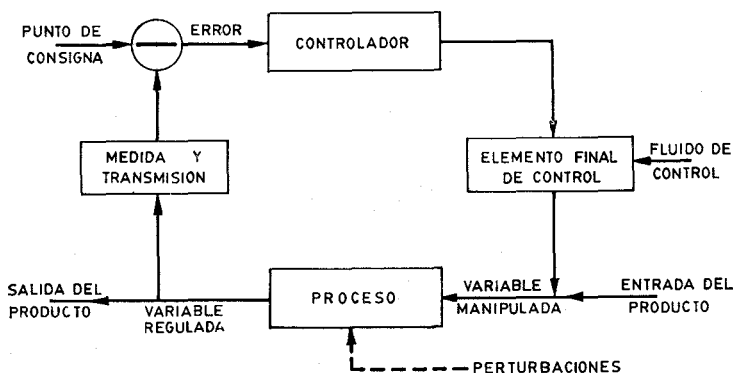 PUNTO DE
CONSIGNA
ERROR
CONTROLADOR
MEDIDA Y
TRANSMISION
ELEMENTO FINAL
DE CONTROL
FLUIDO DE
CONTROL
SALIDA DEL
PRODUCTO
VARIABLE
REGULADA
PROCESO
VARIABLE
MANIPULADA
ENTRADA DEL
PRODUCTO
PERTURBACIONES